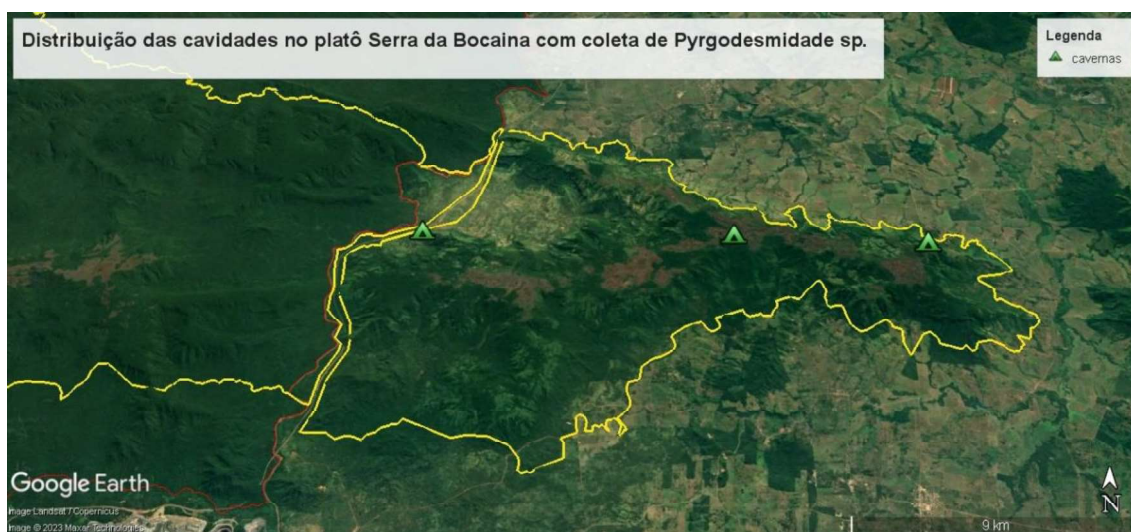 Distribuição das cavidades no platô Serra da Bocaina com coleta de Pyrgodesmidade sp.
Legenda
cavernas
Google Earth
Image Landsat / Copernicus
Image © 2023 Maxar Technologies
N
9 km